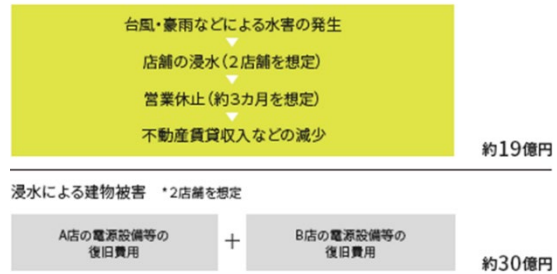 台風・豪雨などによる水害の発生
店舗の浸水（2店舗を想定）
営業休止（約3カ月を想定）
不動産賃貸収入などの減少
約19億円
浸水による建物被害 *2店舗を想定
A店の電源設備等の
復旧費用
+
B店の電源設備等の
復旧費用
約30億円